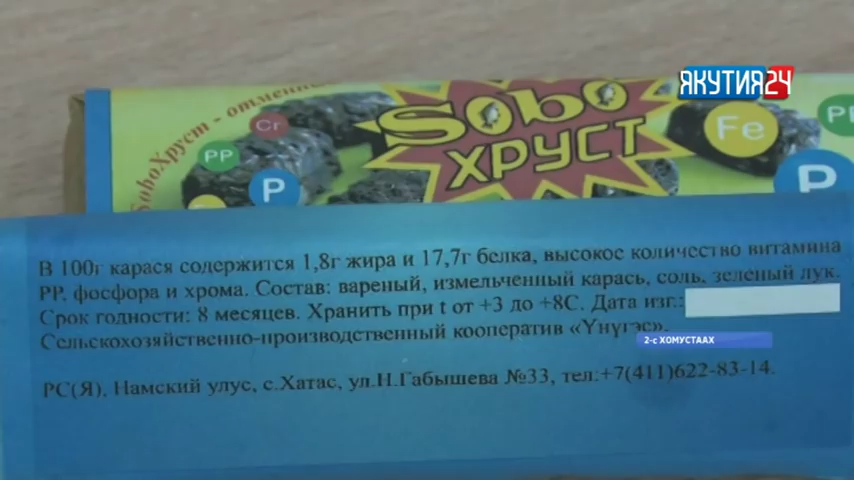 ЯКУТИЯ24
SoboХруст - отменн
Sobo
ХРУСТ
Cr
PP
P
Fe
P
В 100г карася содержится 1,8г жира и 17,7г белка, высокое количество витамина
РР, фосфора и хрома. Состав: вареный, измельченный карась, соль, зеленый лук.
Срок годности: 8 месяцев. Хранить при t от +3 до +8С. Дата изг.:
Сельскохозяйственно-производственный кооператив «Үнүгэс».
2-с ХОМУСТААХ
РС(Я), Намский улус, с.Хатас, ул.Н.Габышева №33, тел:+7(411)622-83-14.